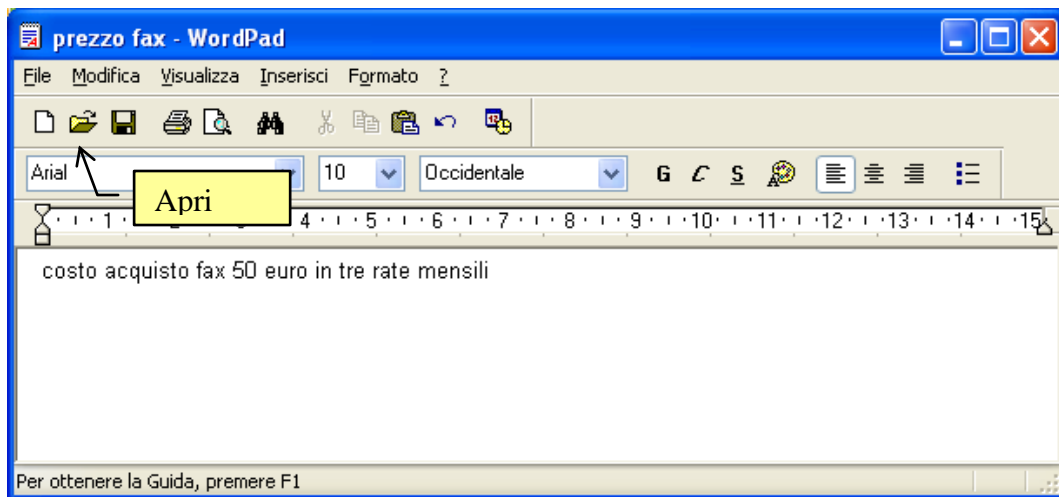 prezzo fax - WordPad
File Modifica Visualizza Inserisci Formato ?
Arial 10 Occidentale G C S
Apri
1 4 5 6 7 8 9 10 11 12 13 14 15
costo acquisto fax 50 euro in tre rate mensili
Per ottenere la Guida, premere F1